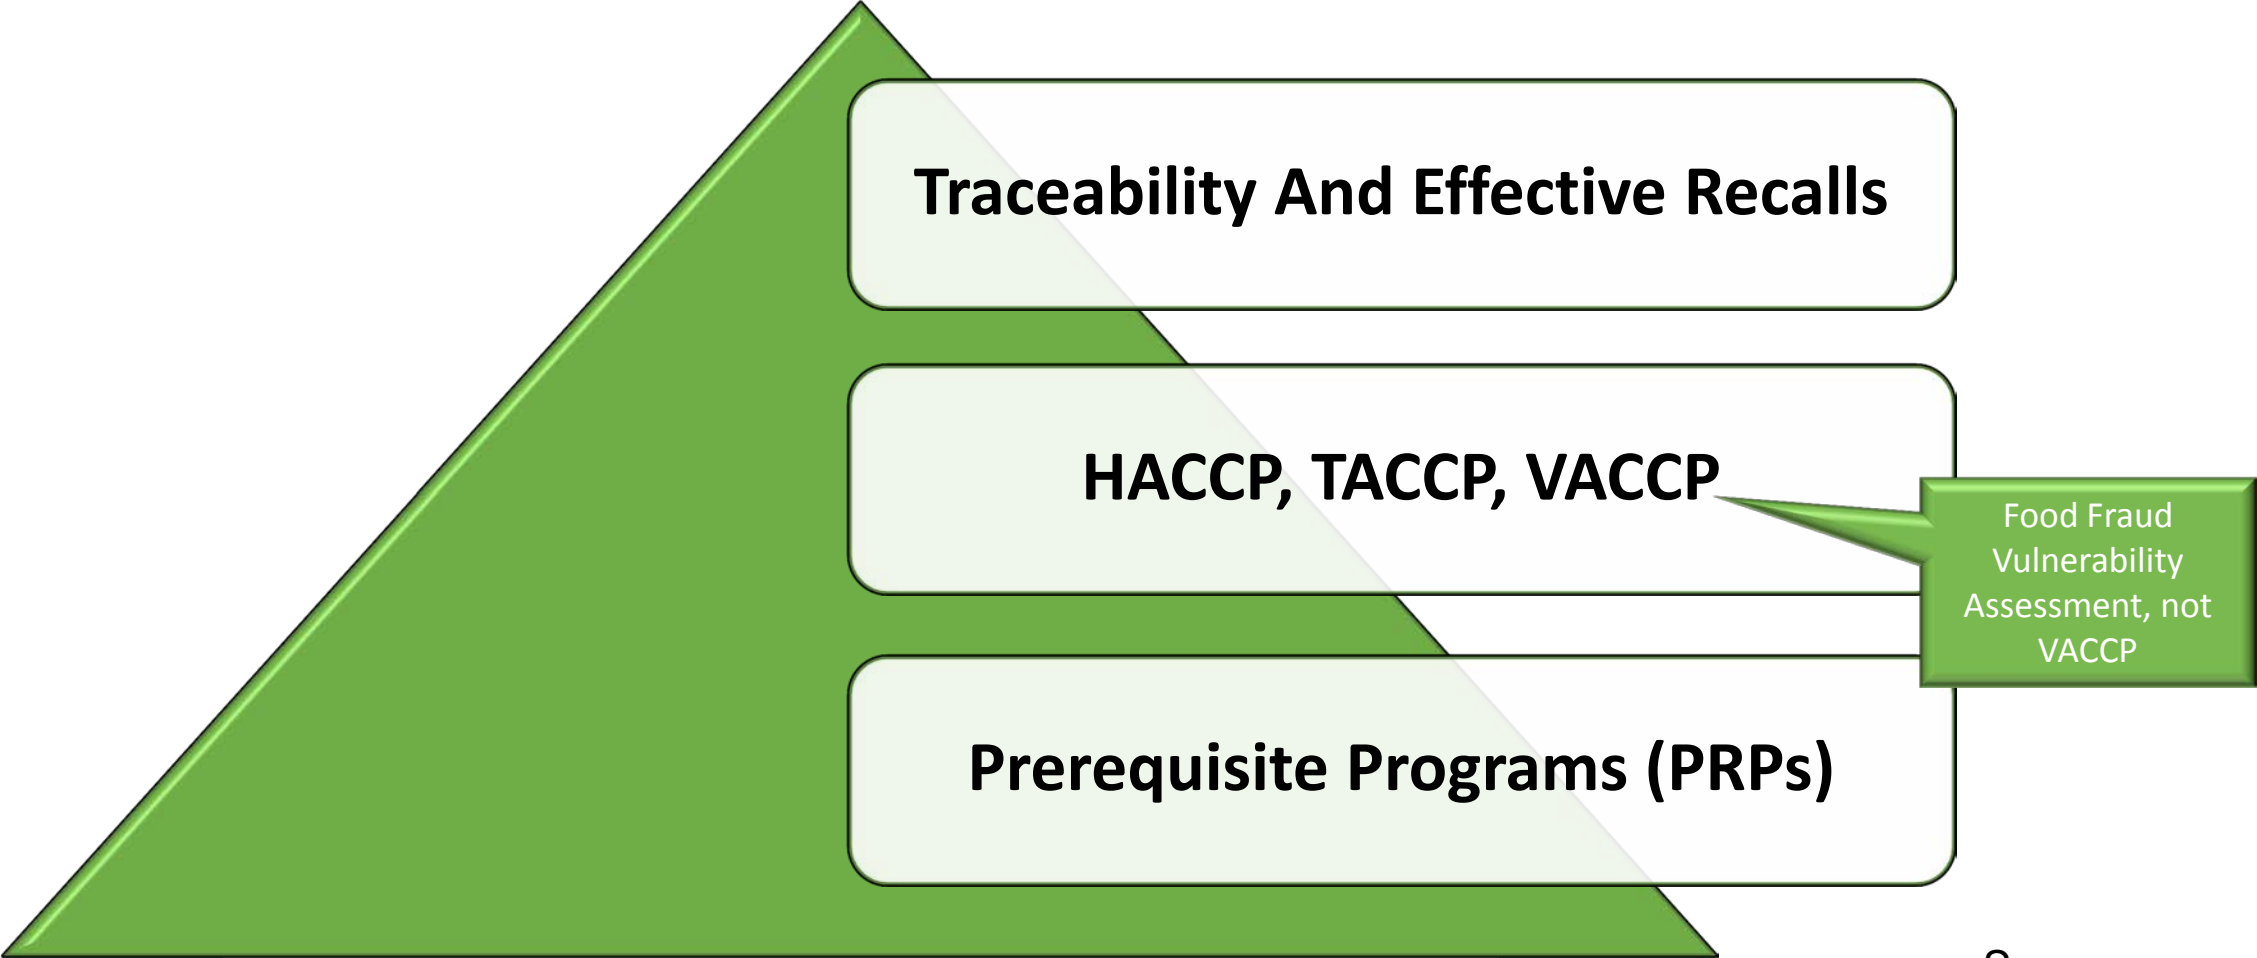 Traceability And Effective Recalls
HACCP, TACCP, VACCP
Food Fraud
Vulnerability
Assessment, not
VACCP
Prerequisite Programs (PRPs)